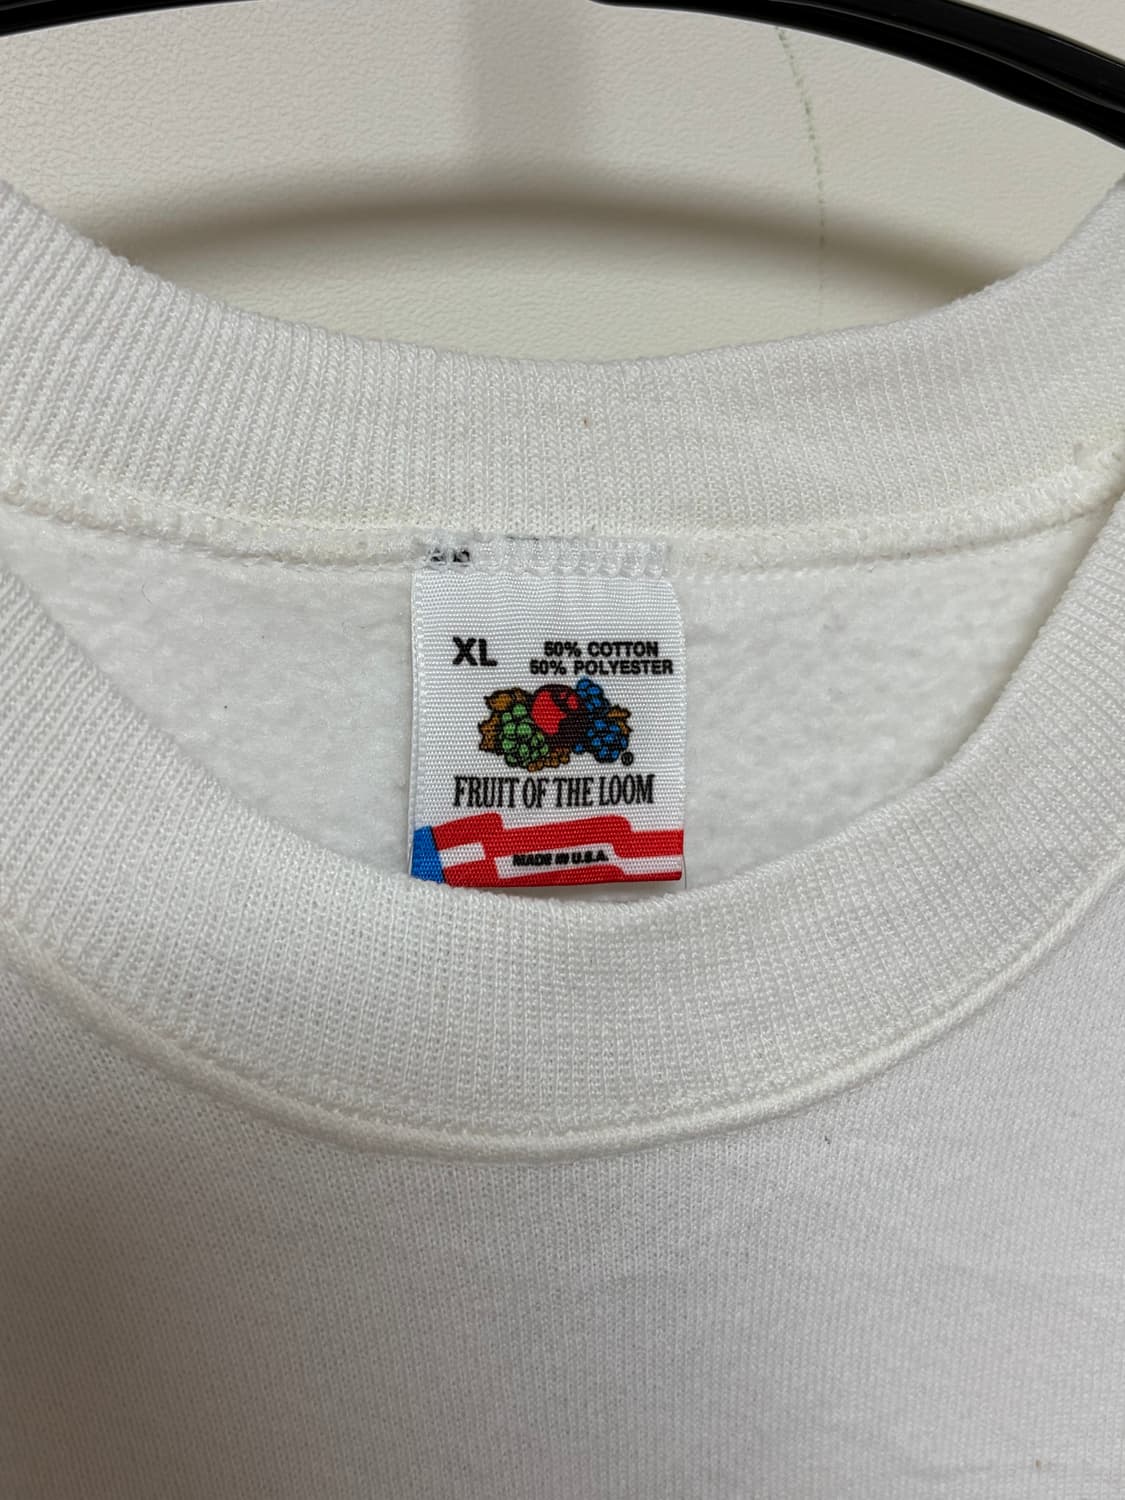 XL
50% COTTON
50% POLYESTER
®
FRUIT OF THE LOOM
MADE IN U.S.A.